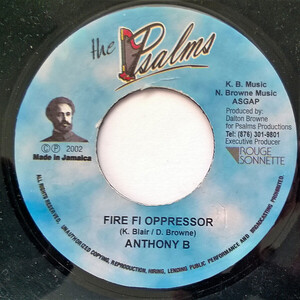 the Psalms
K. B. Music
N. Browne Music
ASGAP
Produced by:
Dalton Browne
for Psalms Productions
Tel: (876) 301-9801
Executive Producer
ROUGE
SONNETTE
℗ © 2002
Made in Jamaica
FIRE FI OPPRESSOR
(K. Blair / D. Browne)
ANTHONY B
ALL RIGHTS RESERVED. UNAUTHORIZED COPYING, REPRODUCTION, HIRING, LENDING PUBLIC PERFORMANCE AND BROADCASTING PROHIBITED